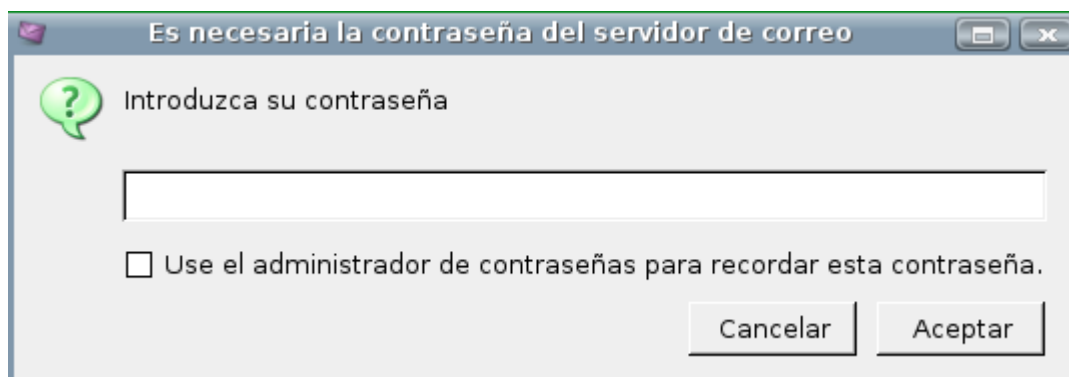 Es necesaria la contraseña del servidor de correo
Introduzca su contraseña
Use el administrador de contraseñas para recordar esta contraseña.
Cancelar Aceptar